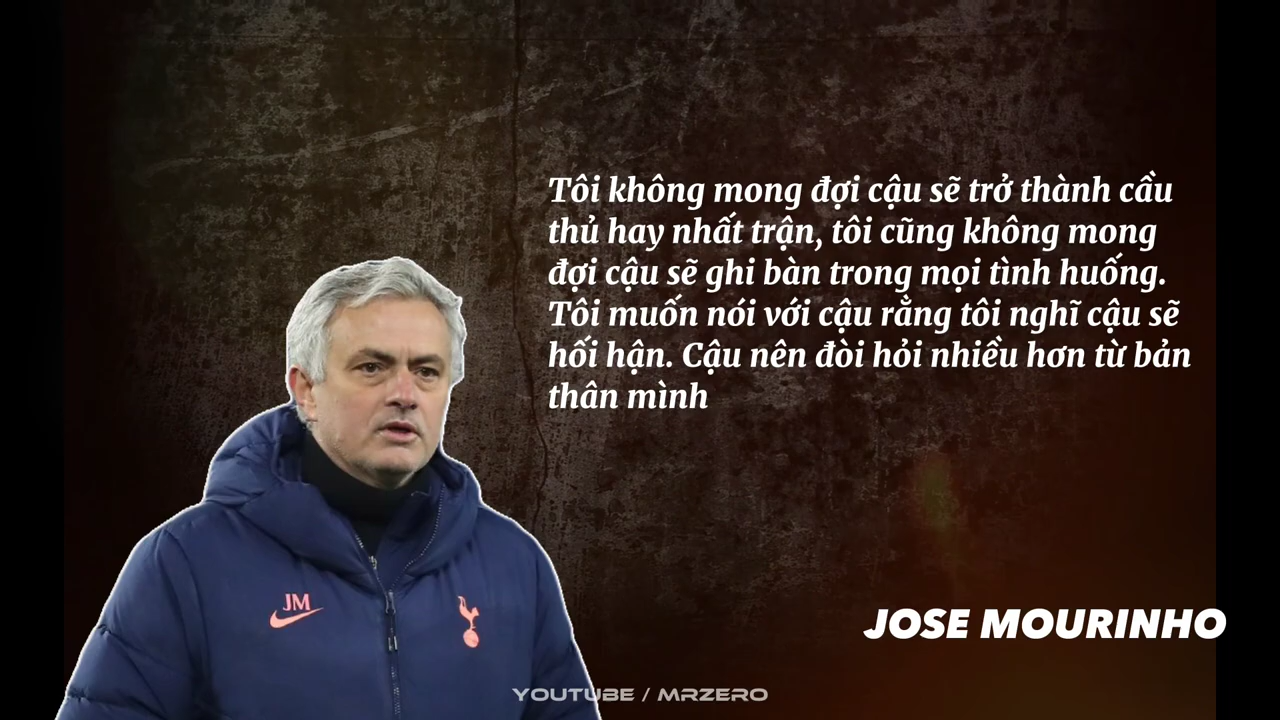 Tôi không mong đợi cậu sẽ trở thành cầu
thủ hay nhất trận, tôi cũng không mong
đợi cậu sẽ ghi bàn trong mọi tình huống.
Tôi muốn nói với cậu rằng tôi nghĩ cậu sẽ
hối hận. Cậu nên đòi hỏi nhiều hơn từ bản
thân mình
JM
JOSE MOURINHO
YOUTUBE / MRZERO